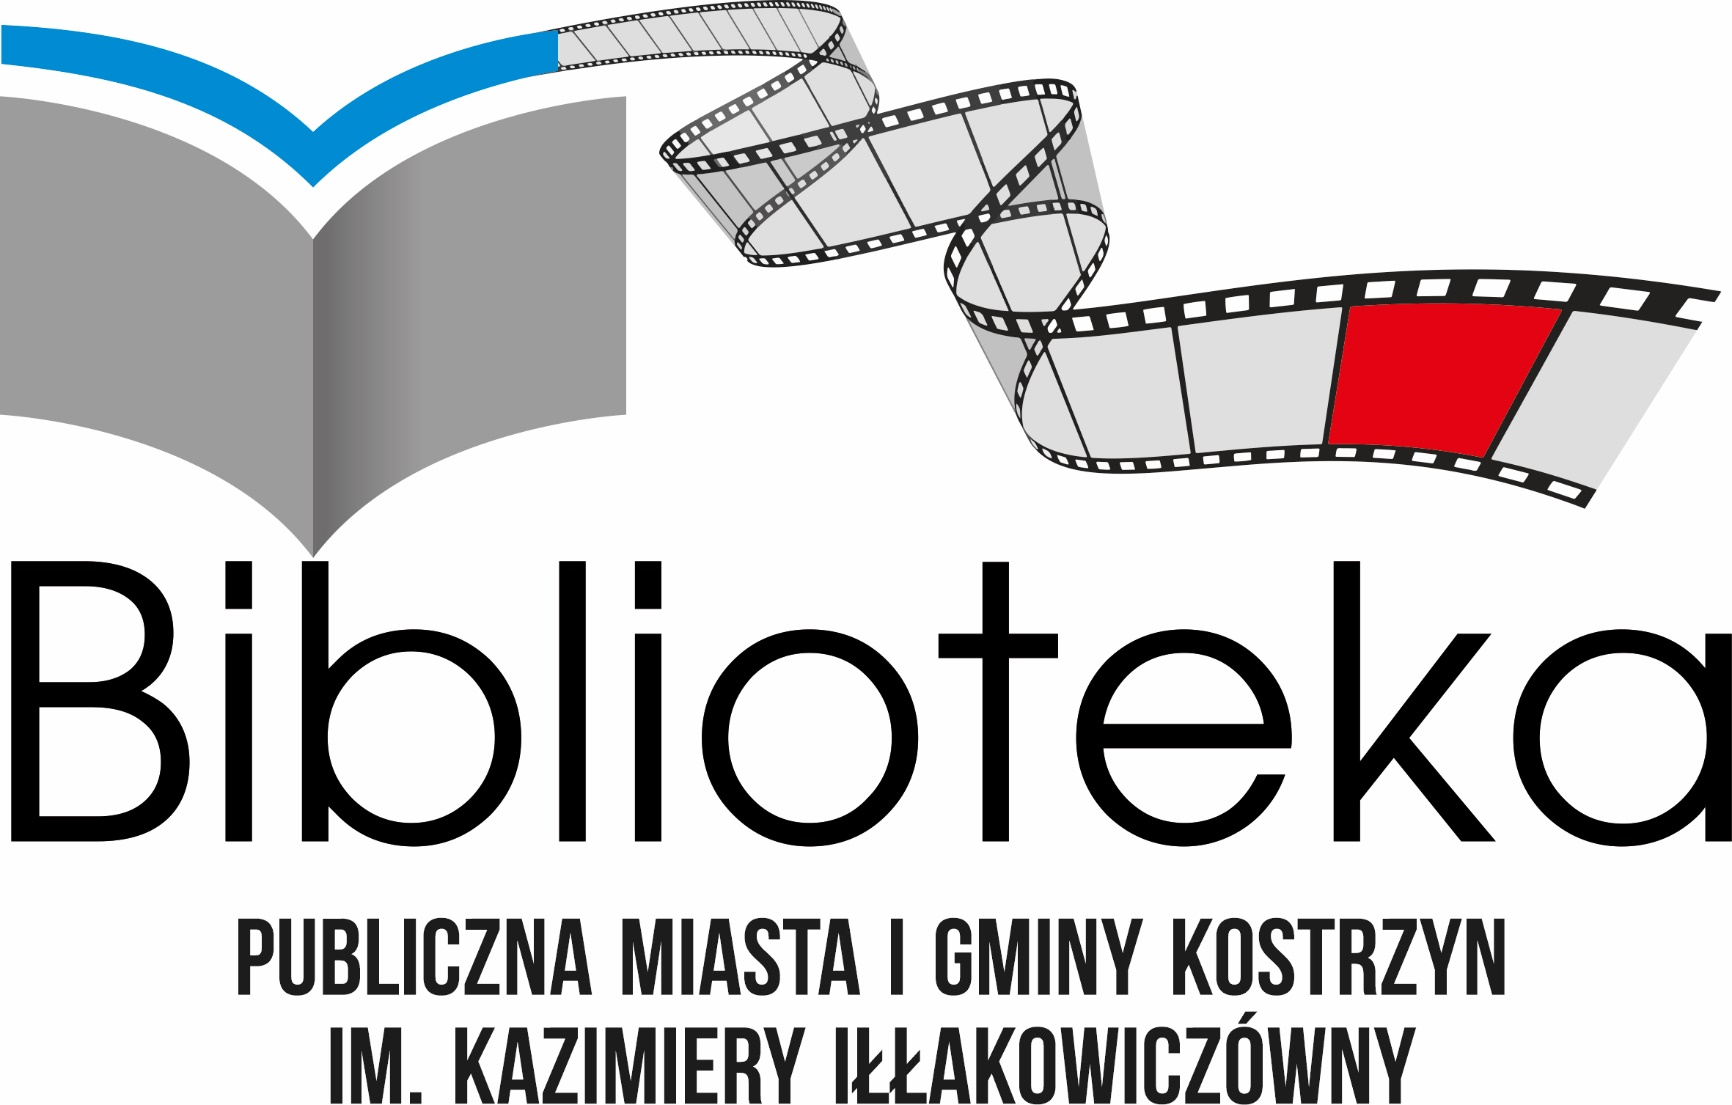 Biblioteka
PUBLICZNA MIASTA I GMINY KOSTRZYN
IM. KAZIMIERY IŁŁAKOWICZÓWNY